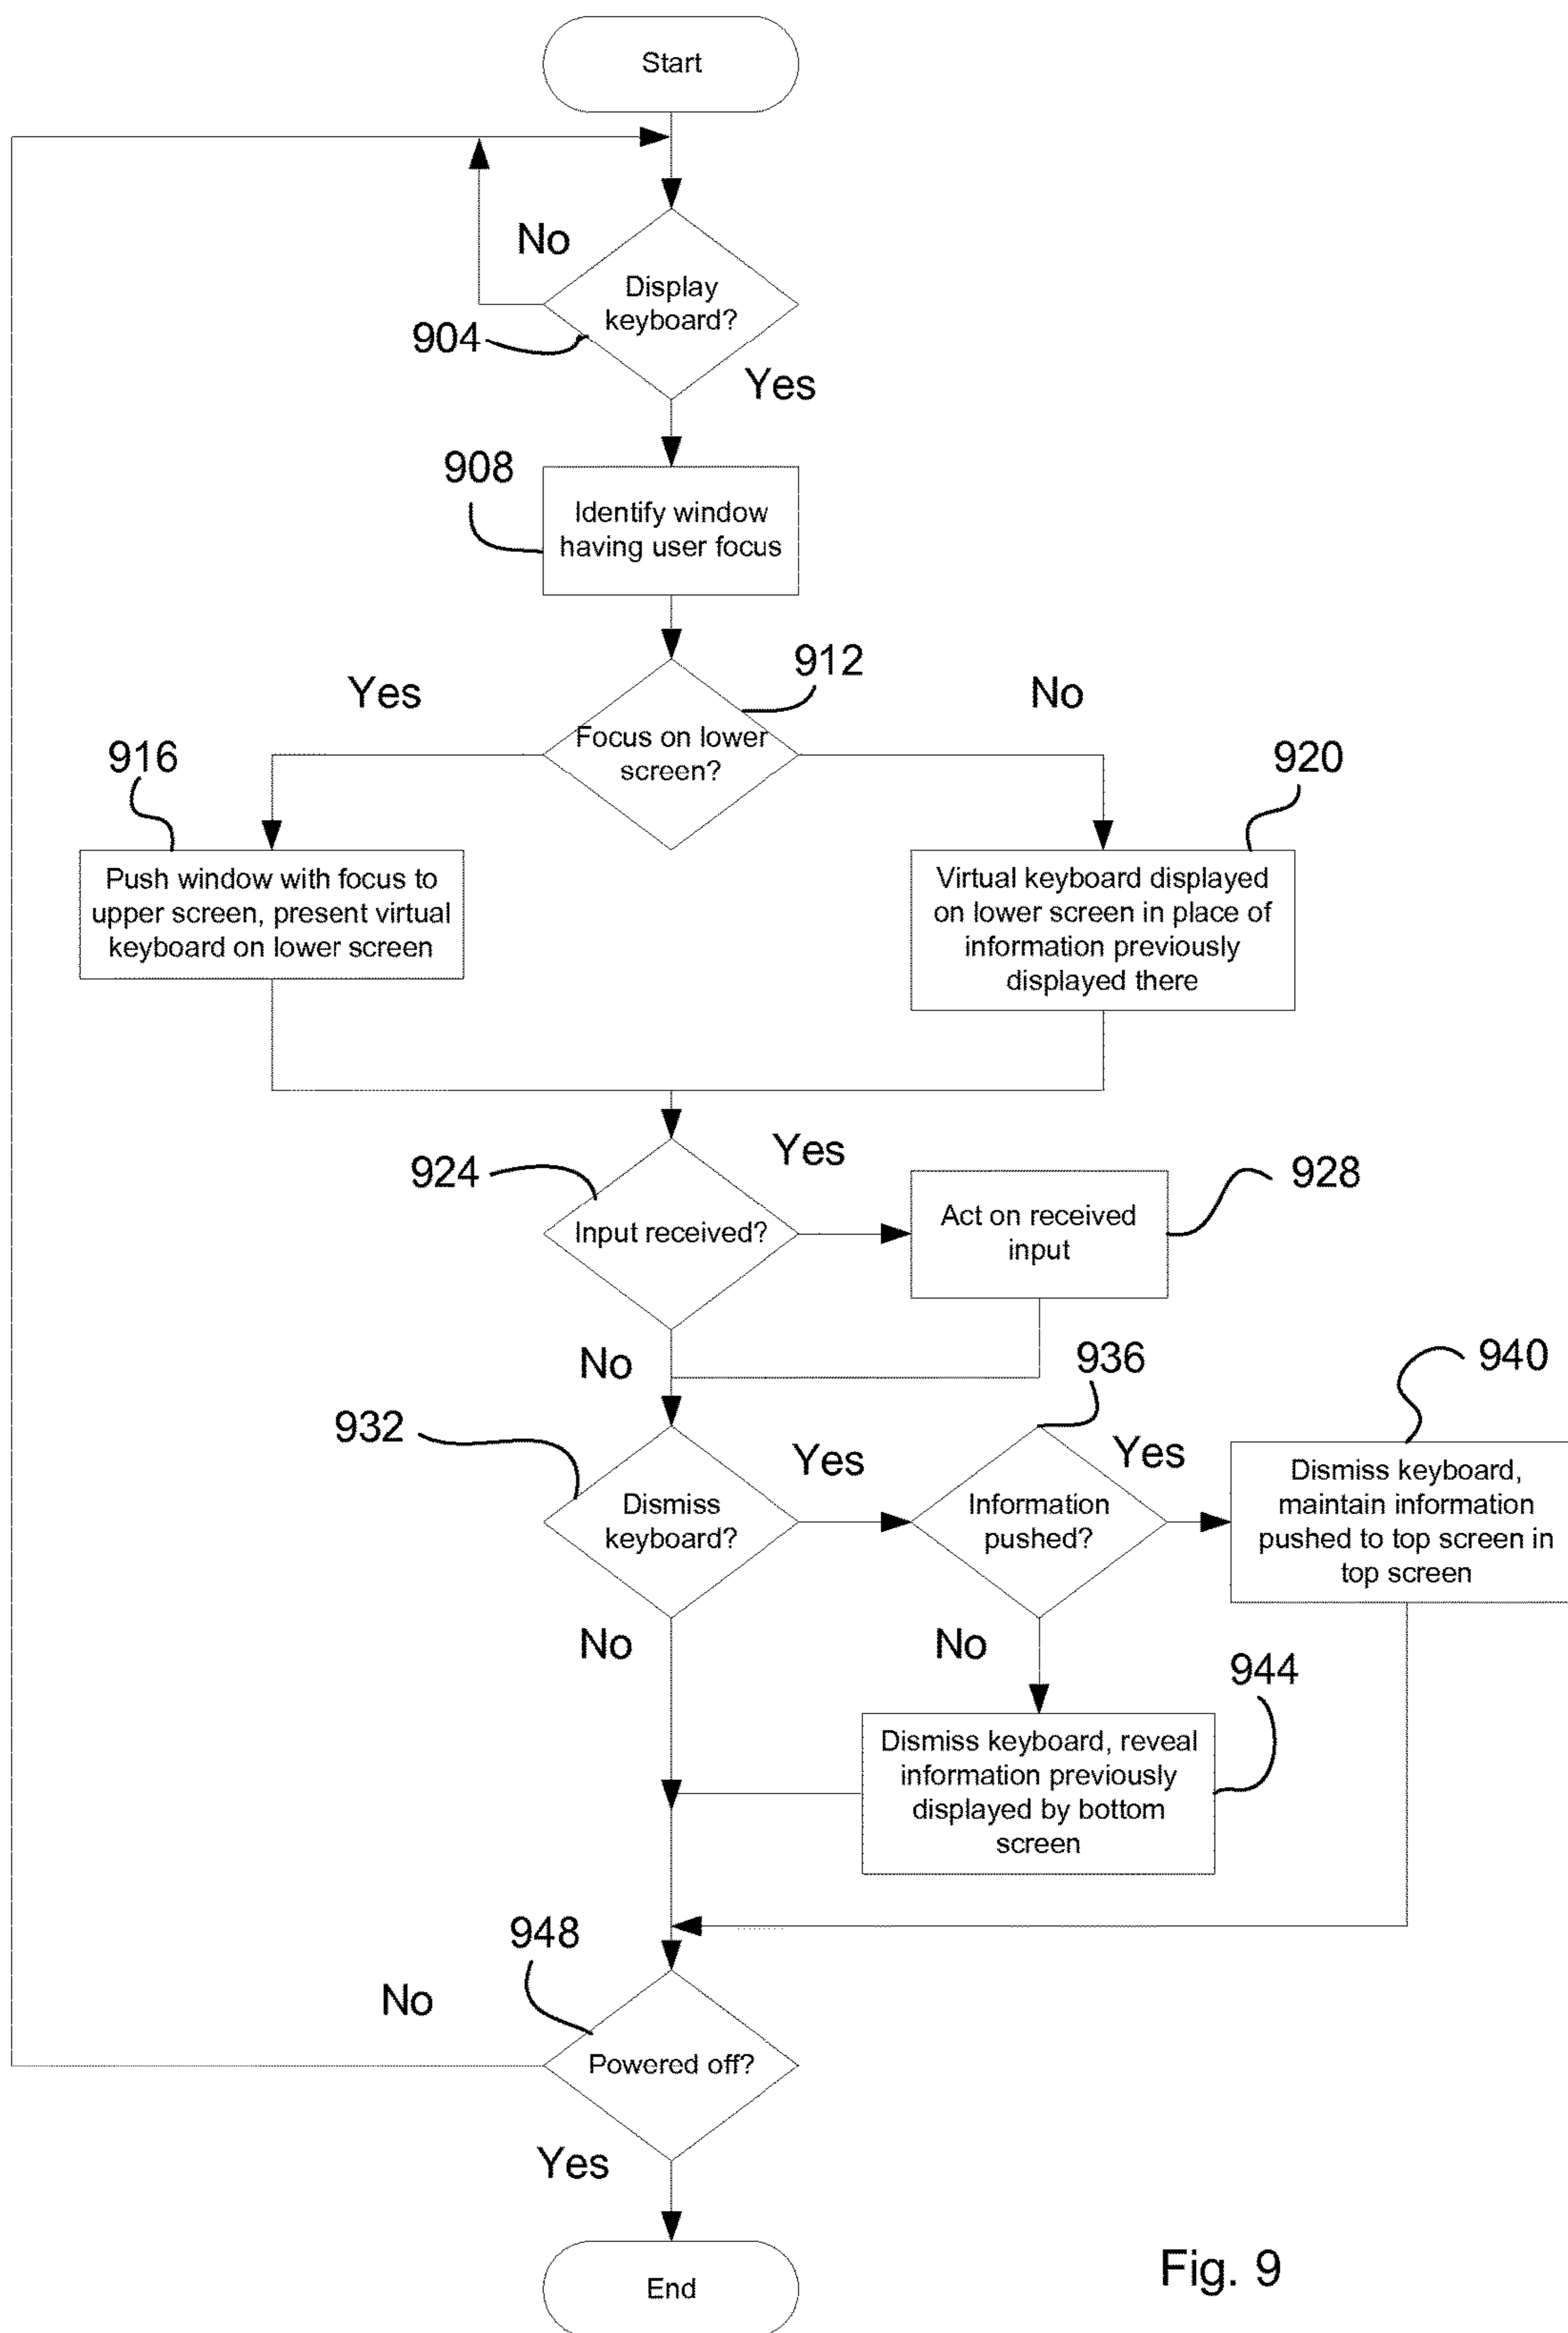 Start
No
Display
keyboard?
904
Yes
908
Identify window
having user focus
912
Yes
No
Focus on lower
screen?
916
920
Push window with focus to
upper screen, present virtual
keyboard on lower screen
Virtual keyboard displayed
on lower screen in place of
information previously
displayed there
Yes
924
928
Input received?
Act on received
input
No
936
940
932
Yes
Yes
Dismiss
keyboard?
Information
pushed?
Dismiss keyboard,
maintain information
pushed to top screen in
top screen
No
No
944
Dismiss keyboard, reveal
information previously
displayed by bottom
screen
948
No
Powered off?
Yes
End
Fig. 9